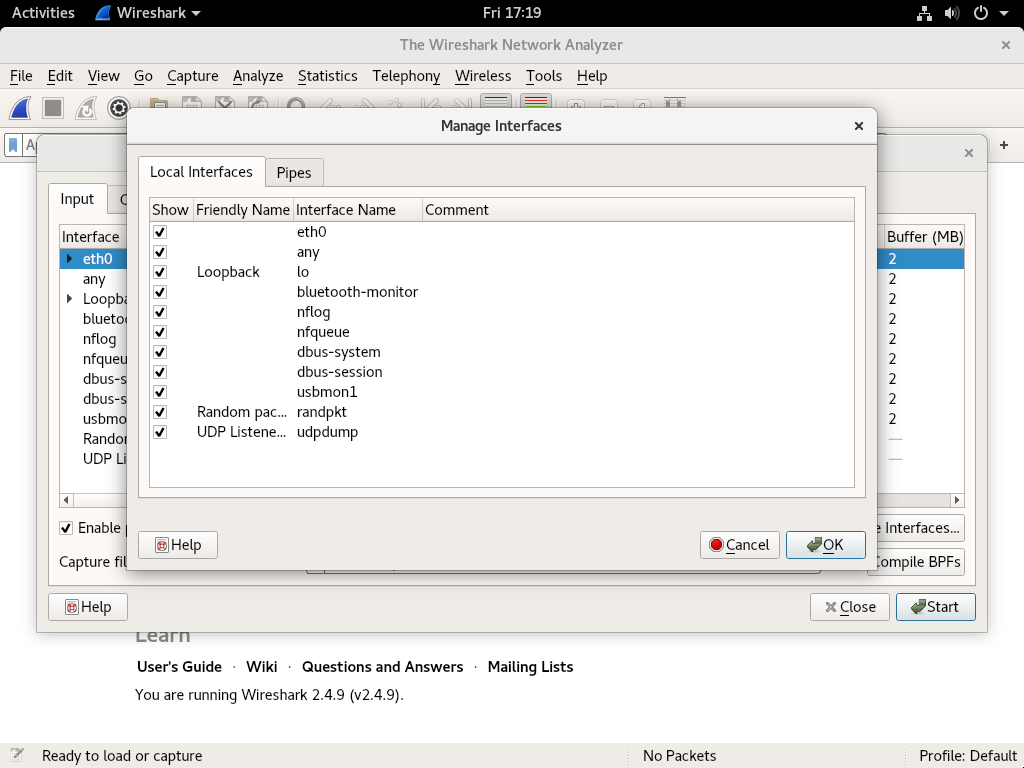 Activities Wireshark Fri 17:19
The Wireshark Network Analyzer
File Edit View Go Capture Analyze Statistics Telephony Wireless Tools Help
Manage Interfaces
Local Interfaces Pipes
Show Friendly Name Interface Name Comment
eth0
any
Loopback lo
bluetooth-monitor
nflog
nfqueue
dbus-system
dbus-session
usbmon1
Random pac... randpkt
UDP Listene... udpdump
Help Cancel OK
Input
Interface Buffer (MB)
eth0 2
any 2
Loopba 2
bluetoo 2
nflog 2
nfqueu 2
dbus-s 2
dbus-s 2
usbmo 2
Random —
UDP Li —
Enable e Interfaces...
Capture fil Compile BPFs
Help Close Start
Learn
User's Guide · Wiki · Questions and Answers · Mailing Lists
You are running Wireshark 2.4.9 (v2.4.9).
Ready to load or capture No Packets Profile: Default